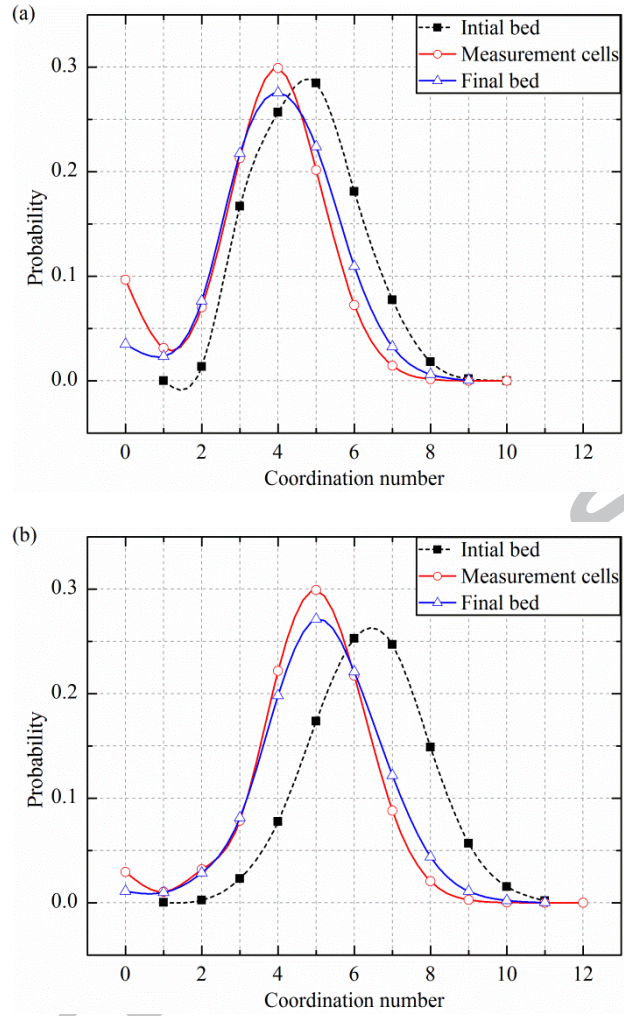 (a)
Intial bed
Measurement cells
Final bed
0.3
0.2
0.1
0.0
Probability
0 2 4 6 8 10 12
Coordination number
(b)
Intial bed
Measurement cells
Final bed
0.3
0.2
0.1
0.0
Probability
0 2 4 6 8 10 12
Coordination number